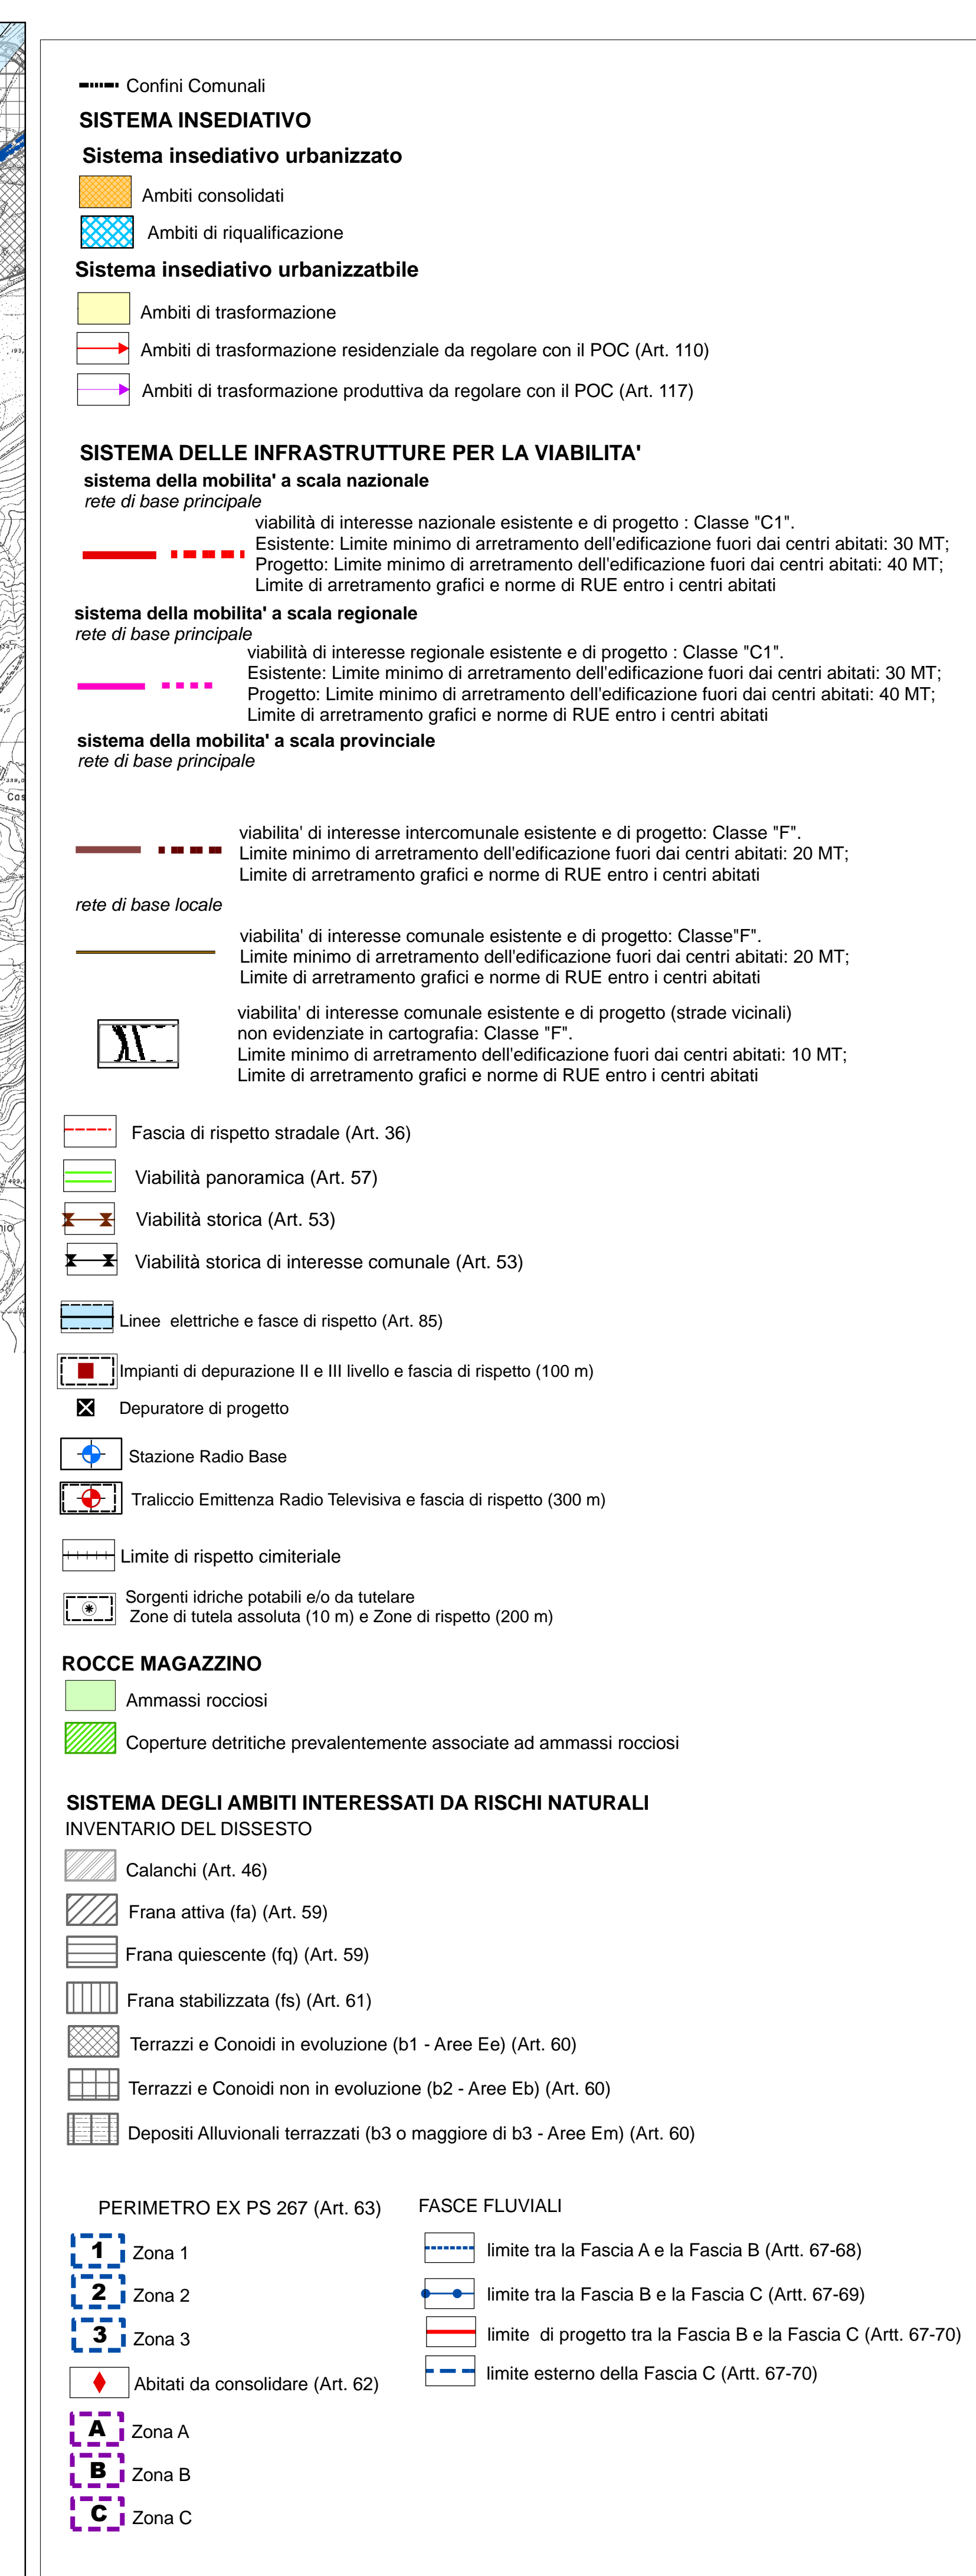 Confini Comunali
SISTEMA INSEDIATIVO
Sistema insediativo urbanizzato
Ambiti consolidati
Ambiti di riqualificazione
Sistema insediativo urbanizzatbile
Ambiti di trasformazione
Ambiti di trasformazione residenziale da regolare con il POC (Art. 110)
Ambiti di trasformazione produttiva da regolare con il POC (Art. 117)
SISTEMA DELLE INFRASTRUTTURE PER LA VIABILITA'
sistema della mobilita' a scala nazionale
rete di base principale
viabilità di interesse nazionale esistente e di progetto : Classe "C1".
Esistente: Limite minimo di arretramento dell'edificazione fuori dai centri abitati: 30 MT;
Progetto: Limite minimo di arretramento dell'edificazione fuori dai centri abitati: 40 MT;
Limite di arretramento grafici e norme di RUE entro i centri abitati
sistema della mobilita' a scala regionale
rete di base principale
viabilità di interesse regionale esistente e di progetto : Classe "C1".
Esistente: Limite minimo di arretramento dell'edificazione fuori dai centri abitati: 30 MT;
Progetto: Limite minimo di arretramento dell'edificazione fuori dai centri abitati: 40 MT;
Limite di arretramento grafici e norme di RUE entro i centri abitati
sistema della mobilita' a scala provinciale
rete di base principale
Cas
viabilita' di interesse intercomunale esistente e di progetto: Classe "F".
Limite minimo di arretramento dell'edificazione fuori dai centri abitati: 20 MT;
Limite di arretramento grafici e norme di RUE entro i centri abitati
rete di base locale
viabilita' di interesse comunale esistente e di progetto: Classe"F".
Limite minimo di arretramento dell'edificazione fuori dai centri abitati: 20 MT;
Limite di arretramento grafici e norme di RUE entro i centri abitati
viabilita' di interesse comunale esistente e di progetto (strade vicinali)
non evidenziate in cartografia: Classe "F".
Limite minimo di arretramento dell'edificazione fuori dai centri abitati: 10 MT;
Limite di arretramento grafici e norme di RUE entro i centri abitati
Fascia di rispetto stradale (Art. 36)
Viabilità panoramica (Art. 57)
Viabilità storica (Art. 53)
Viabilità storica di interesse comunale (Art. 53)
Linee elettriche e fasce di rispetto (Art. 85)
Impianti di depurazione II e III livello e fascia di rispetto (100 m)
Depuratore di progetto
Stazione Radio Base
Traliccio Emittenza Radio Televisiva e fascia di rispetto (300 m)
Limite di rispetto cimiteriale
Sorgenti idriche potabili e/o da tutelare
Zone di tutela assoluta (10 m) e Zone di rispetto (200 m)
ROCCE MAGAZZINO
Ammassi rocciosi
Coperture detritiche prevalentemente associate ad ammassi rocciosi
SISTEMA DEGLI AMBITI INTERESSATI DA RISCHI NATURALI
INVENTARIO DEL DISSESTO
Calanchi (Art. 46)
Frana attiva (fa) (Art. 59)
Frana quiescente (fq) (Art. 59)
Frana stabilizzata (fs) (Art. 61)
Terrazzi e Conoidi in evoluzione (b1 - Aree Ee) (Art. 60)
Terrazzi e Conoidi non in evoluzione (b2 - Aree Eb) (Art. 60)
Depositi Alluvionali terrazzati (b3 o maggiore di b3 - Aree Em) (Art. 60)
PERIMETRO EX PS 267 (Art. 63)
1 Zona 1
2 Zona 2
3 Zona 3
Abitati da consolidare (Art. 62)
A Zona A
B Zona B
C Zona C
FASCE FLUVIALI
limite tra la Fascia A e la Fascia B (Artt. 67-68)
limite tra la Fascia B e la Fascia C (Artt. 67-69)
limite di progetto tra la Fascia B e la Fascia C (Artt. 67-70)
limite esterno della Fascia C (Artt. 67-70)